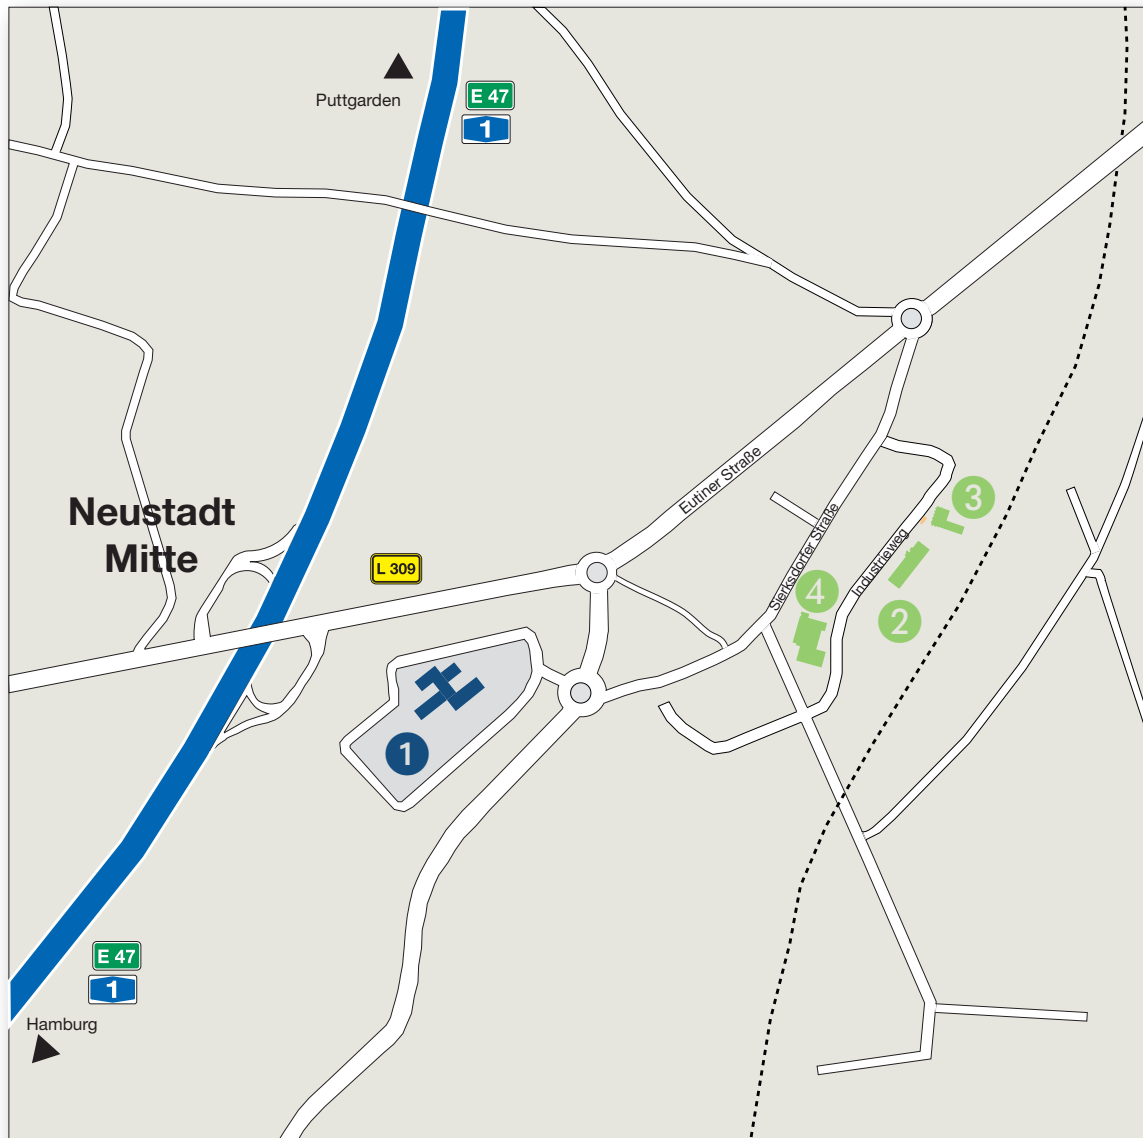 Puttgarden
E 47
1
Eutiner Straße
3
Neustadt
Mitte
Sierksdorfer Straße
Industrieweg
L 309
4
2
1
E 47
1
Hamburg